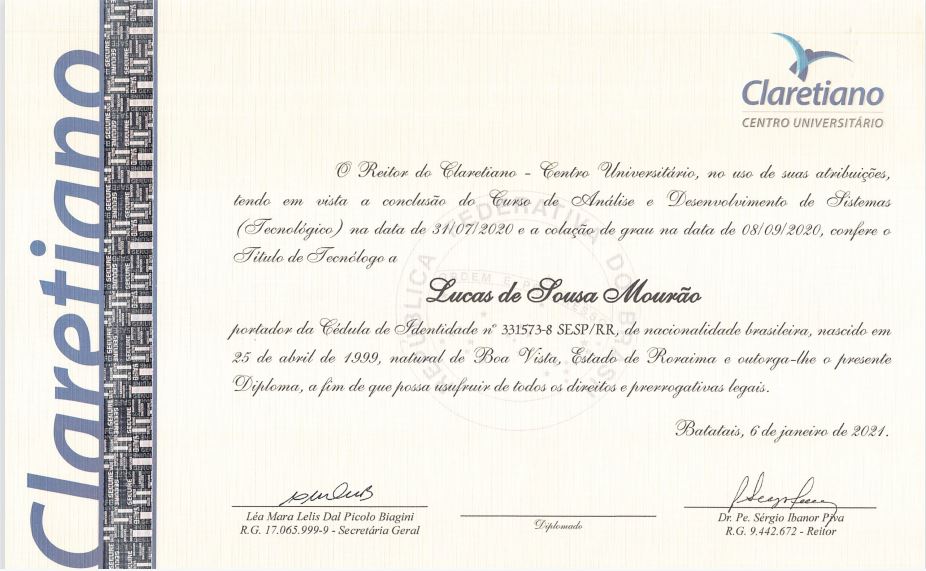 Claretiano
Claretiano
CENTRO UNIVERSITÁRIO
O Reitor do Claretiano - Centro Universitário, no uso de suas atribuições,
tendo em vista a conclusão do Curso de Análise e Desenvolvimento de Sistemas
(Tecnológico) na data de 31/07/2020 e a colação de grau na data de 08/09/2020, confere o
Título de Tecnólogo a
Lucas de Sousa Mourão
portador da Cédula de Identidade nº 331573-8 SESP/RR, de nacionalidade brasileira, nascido em
25 de abril de 1999, natural de Boa Vista, Estado de Roraima e outorga-lhe o presente
Diploma, a fim de que possa usufruir de todos os direitos e prerrogativas legais.
REPÚBLICA FEDERATIVA DO BRASIL
Batatais, 6 de janeiro de 2021.
Léa Mara Lelis Dal Picolo Biagini
R.G. 17.065.999-9 - Secretária Geral
Diplomado
Dr. Pe. Sérgio Ibanor Piva
R.G. 9.442.672 - Reitor